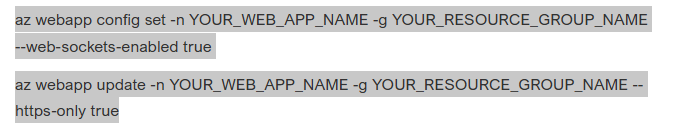 az webapp config set -n YOUR_WEB_APP_NAME -g YOUR_RESOURCE_GROUP_NAME
--web-sockets-enabled true
az webapp update -n YOUR_WEB_APP_NAME -g YOUR_RESOURCE_GROUP_NAME --
https-only true